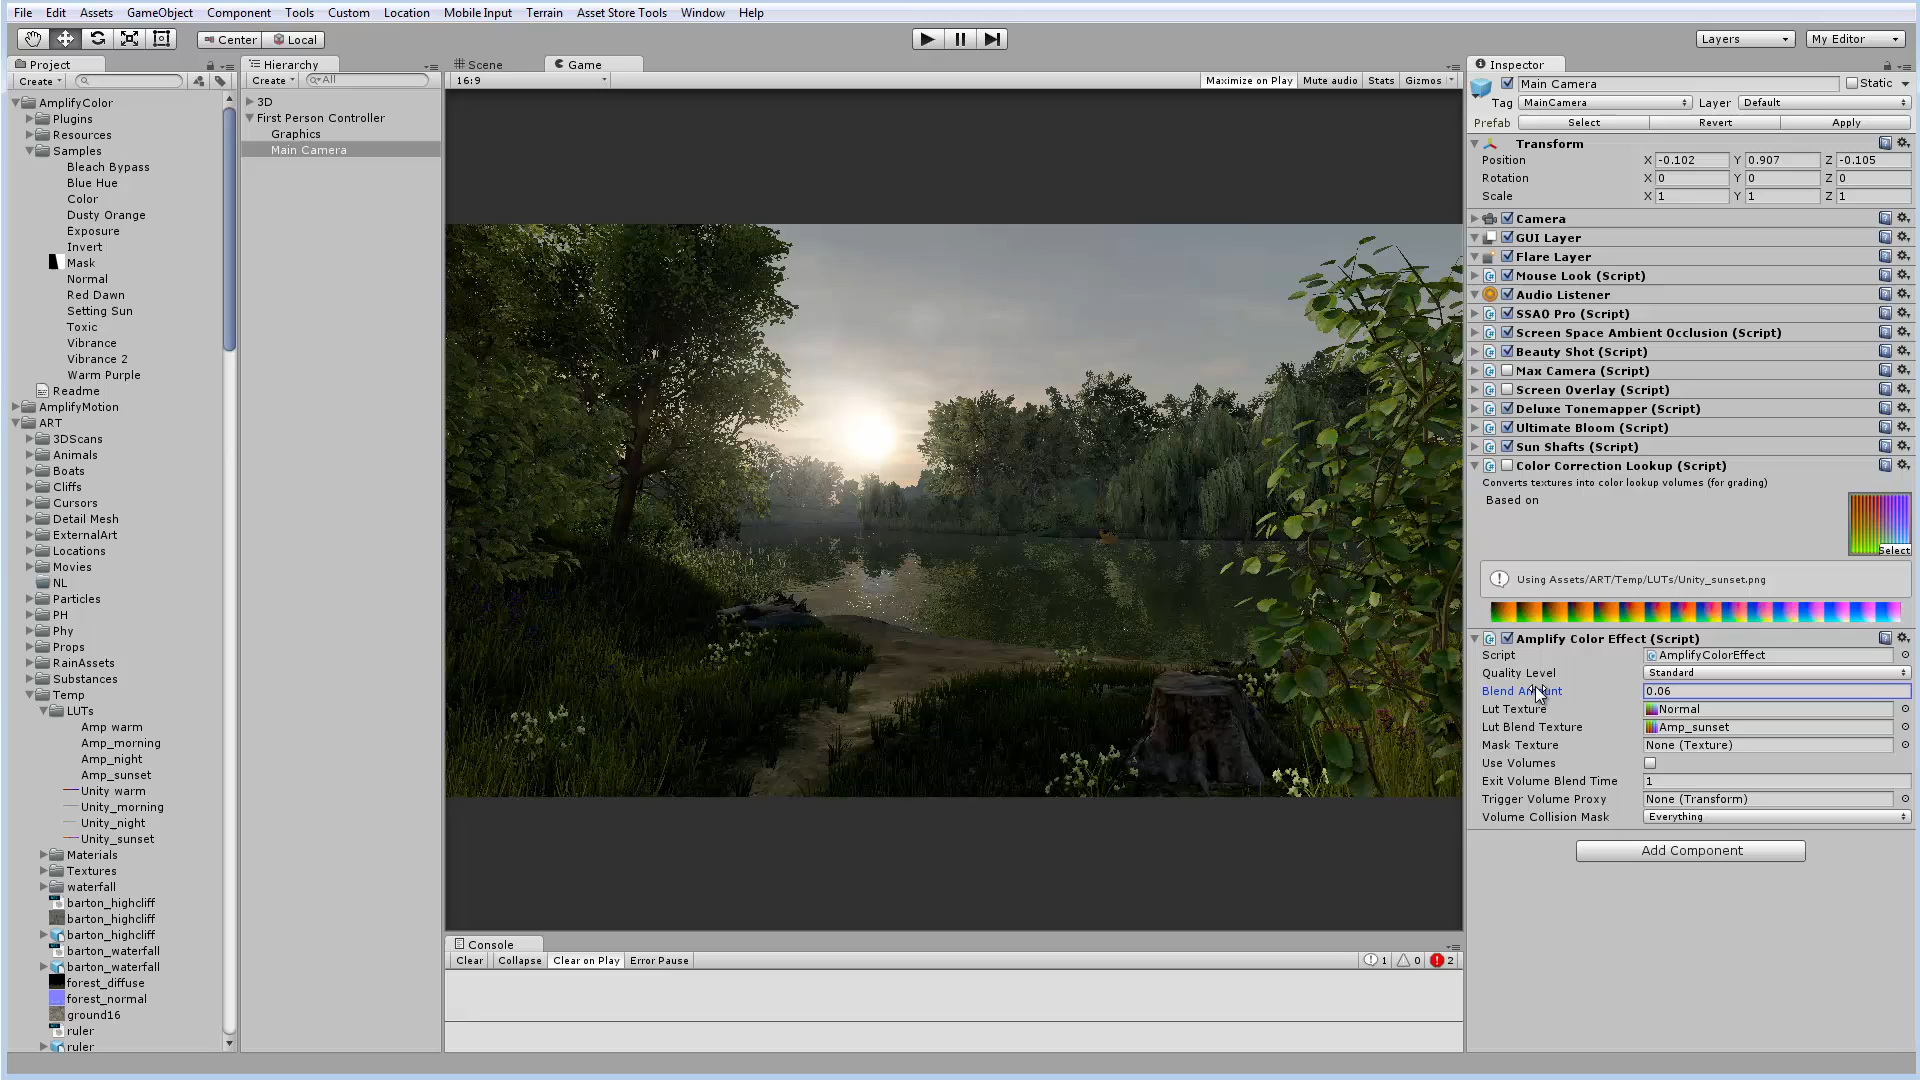 File Edit Assets GameObject Component Tools Custom Location Mobile Input Terrain Asset Store Tools Window Help
Center Local Layers My Editor
Project
Create
AmplifyColor
Plugins
Resources
Samples
Bleach Bypass
Blue Hue
Color
Dusty Orange
Exposure
Invert
Mask
Normal
Red Dawn
Setting Sun
Toxic
Vibrance
Vibrance 2
Warm Purple
Readme
AmplifyMotion
ART
3DScans
Animals
Boats
Cliffs
Cursors
Detail Mesh
ExternalArt
Locations
Movies
NL
Particles
PH
Phy
Props
RainAssets
Substances
Temp
LUTs
Amp warm
Amp_morning
Amp_night
Amp_sunset
Unity warm
Unity_morning
Unity_night
Unity_sunset
Materials
Textures
waterfall
barton_highcliff
barton_highcliff
barton_highcliff
barton_waterfall
barton_waterfall
forest_diffuse
forest_normal
ground16
ruler
ruler
Hierarchy
Create All
3D
First Person Controller
Graphics
Main Camera
Scene Game
16:9 Maximize on Play Mute audio Stats Gizmos
Console
Clear Collapse Clear on Play Error Pause 1 0 2
Inspector
Main Camera Static
Tag MainCamera Layer Default
Prefab Select Revert Apply
Transform
Position X -0.102 Y 0.907 Z -0.105
Rotation X 0 Y 0 Z 0
Scale X 1 Y 1 Z 1
Camera
GUI Layer
Flare Layer
Mouse Look (Script)
Audio Listener
SSAO Pro (Script)
Screen Space Ambient Occlusion (Script)
Beauty Shot (Script)
Max Camera (Script)
Screen Overlay (Script)
Deluxe Tonemapper (Script)
Ultimate Bloom (Script)
Sun Shafts (Script)
Color Correction Lookup (Script)
Converts textures into color lookup volumes (for grading)
Based on
Select
Using Assets/ART/Temp/LUTs/Unity_sunset.png
Amplify Color Effect (Script)
Script AmplifyColorEffect
Quality Level Standard
Blend 0.06
Lut Texture Normal
Lut Blend Texture Amp_sunset
Mask Texture None (Texture)
Use Volumes
Exit Volume Blend Time 1
Trigger Volume Proxy None (Transform)
Volume Collision Mask Everything
Add Component